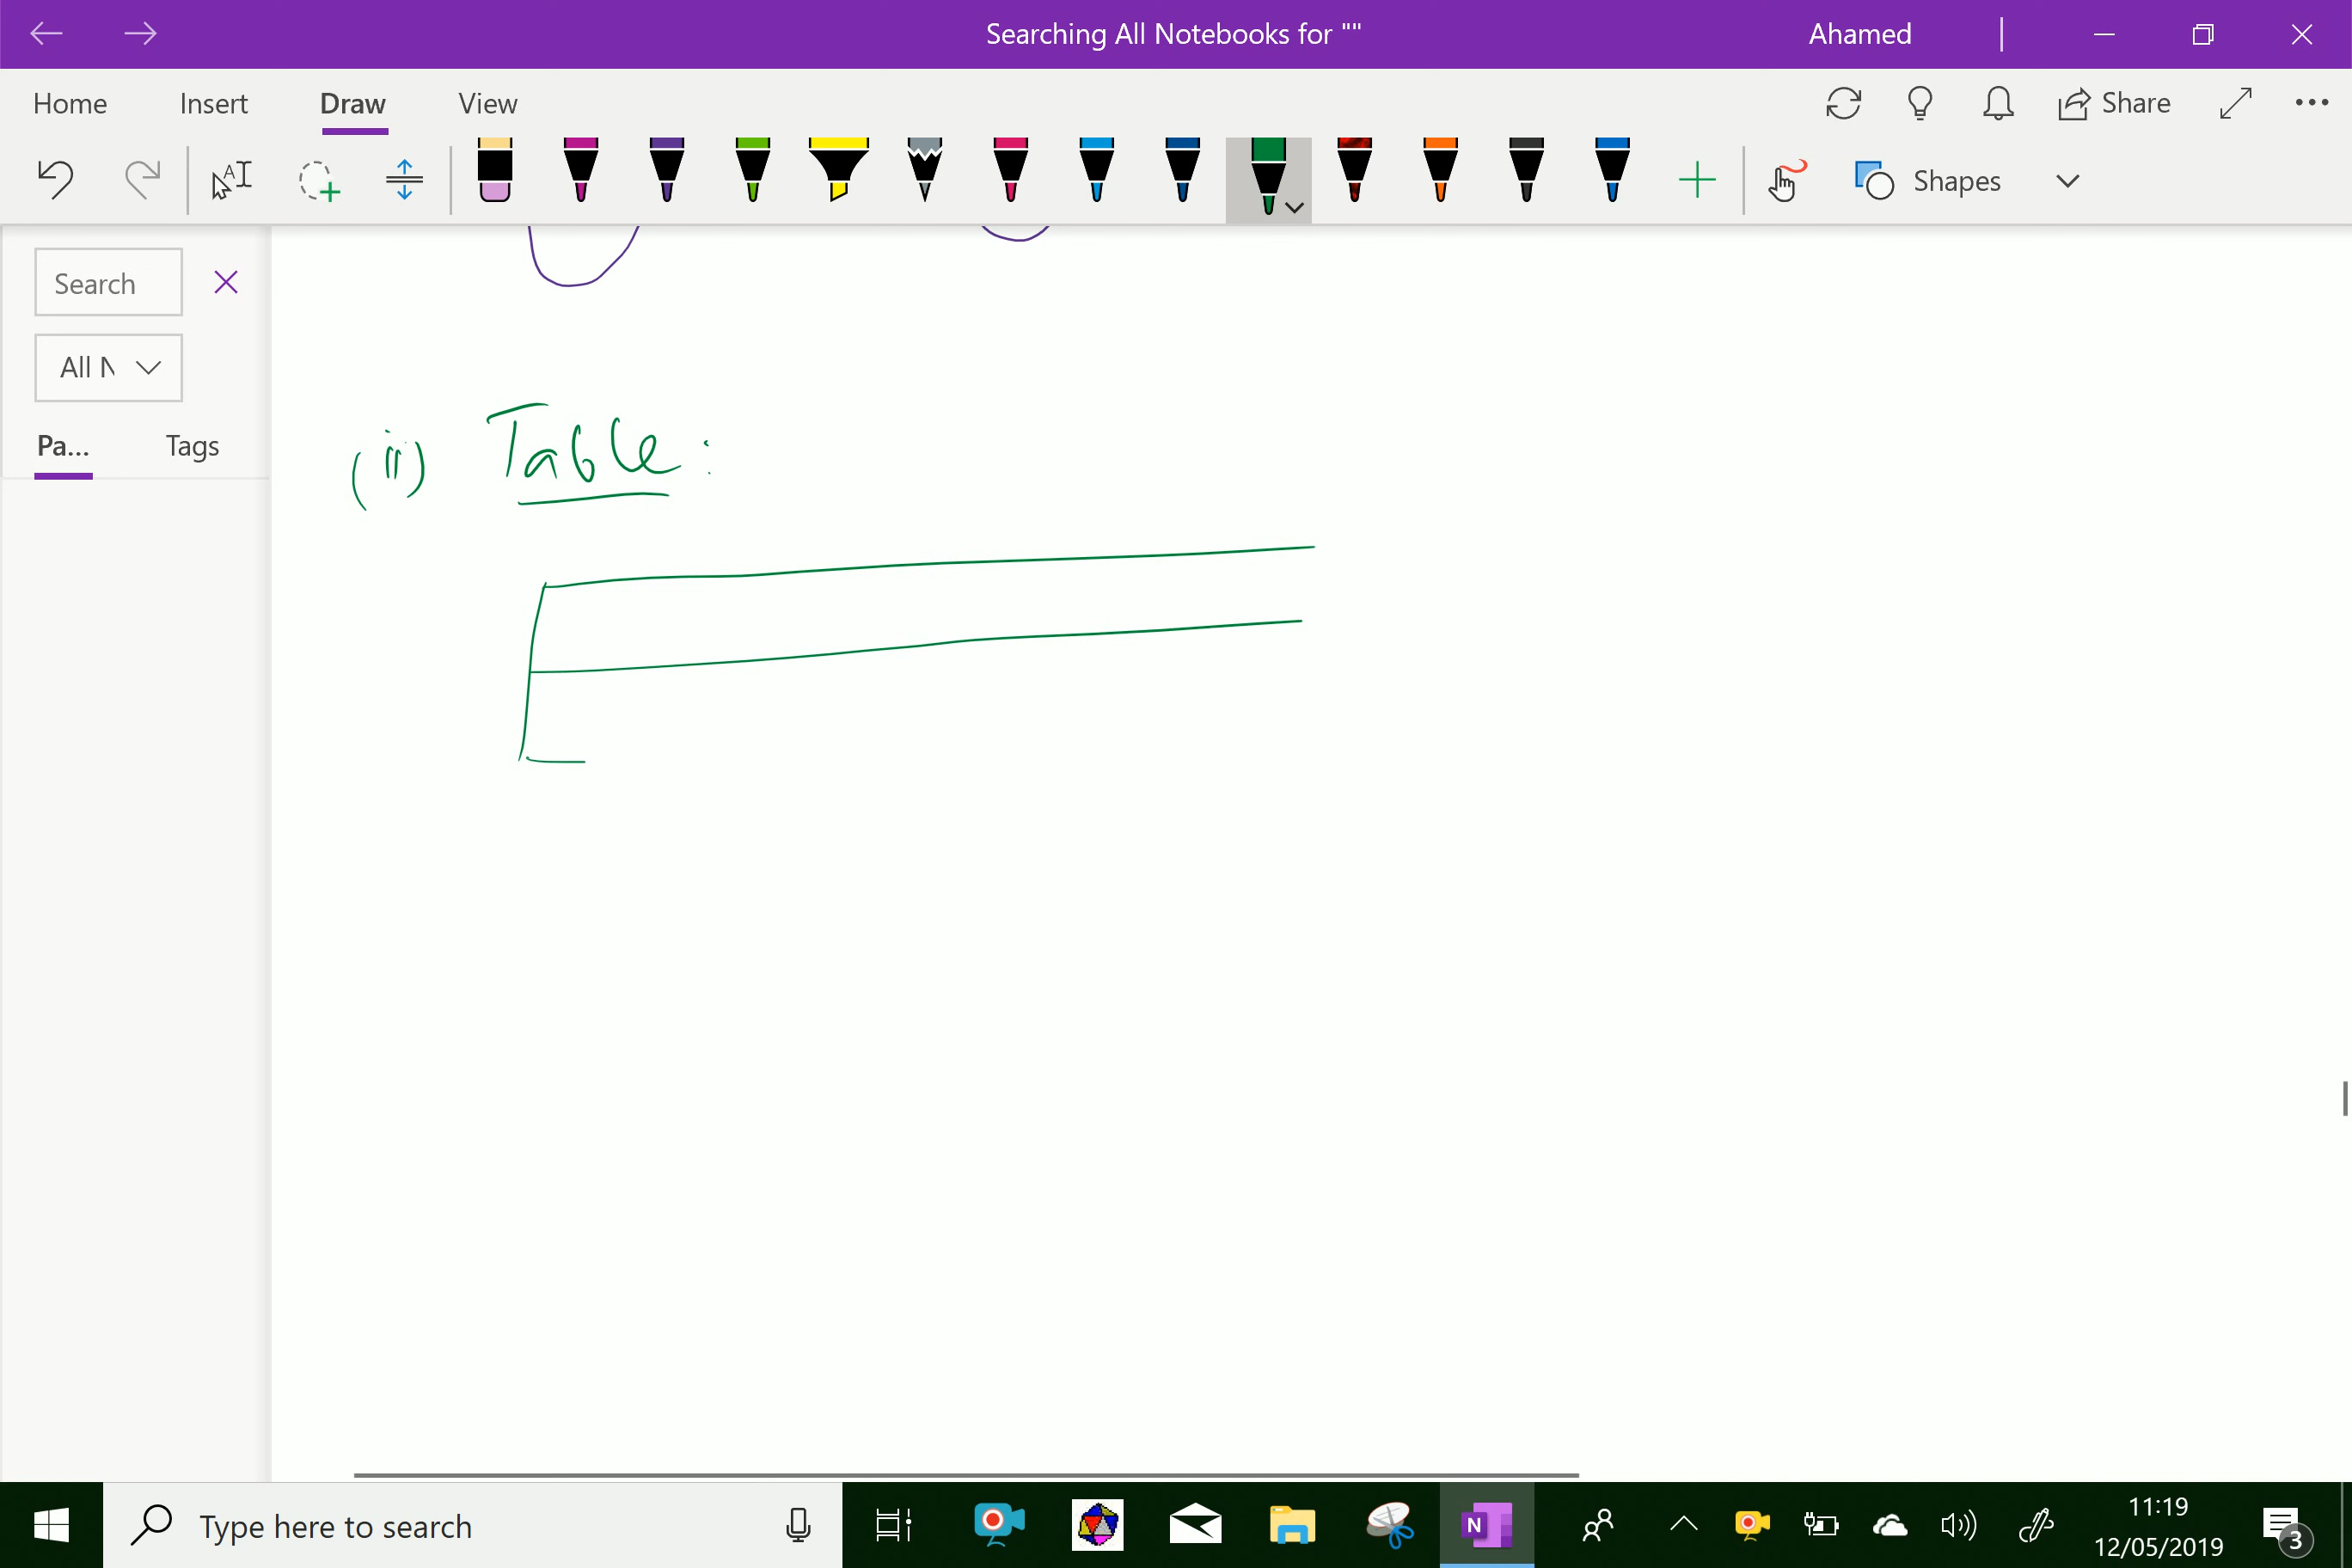 Searching All Notebooks for ""
Ahamed
Home Insert Draw View
Share
Shapes
Search
All N
Pa... Tags
(ii) Table:
Type here to search
N
11:19
12/05/2019
3